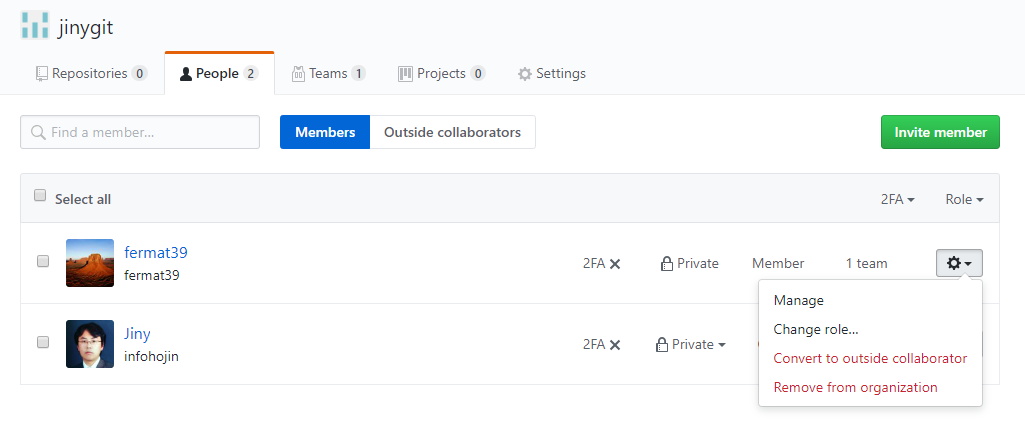 jinygit
Repositories 0 People 2 Teams 1 Projects 0 Settings
Find a member... Members Outside collaborators Invite member
Select all 2FA Role
fermat39
fermat39
2FA Private Member 1 team
Manage
Change role...
Convert to outside collaborator
Remove from organization
Jiny
infohojin
2FA Private